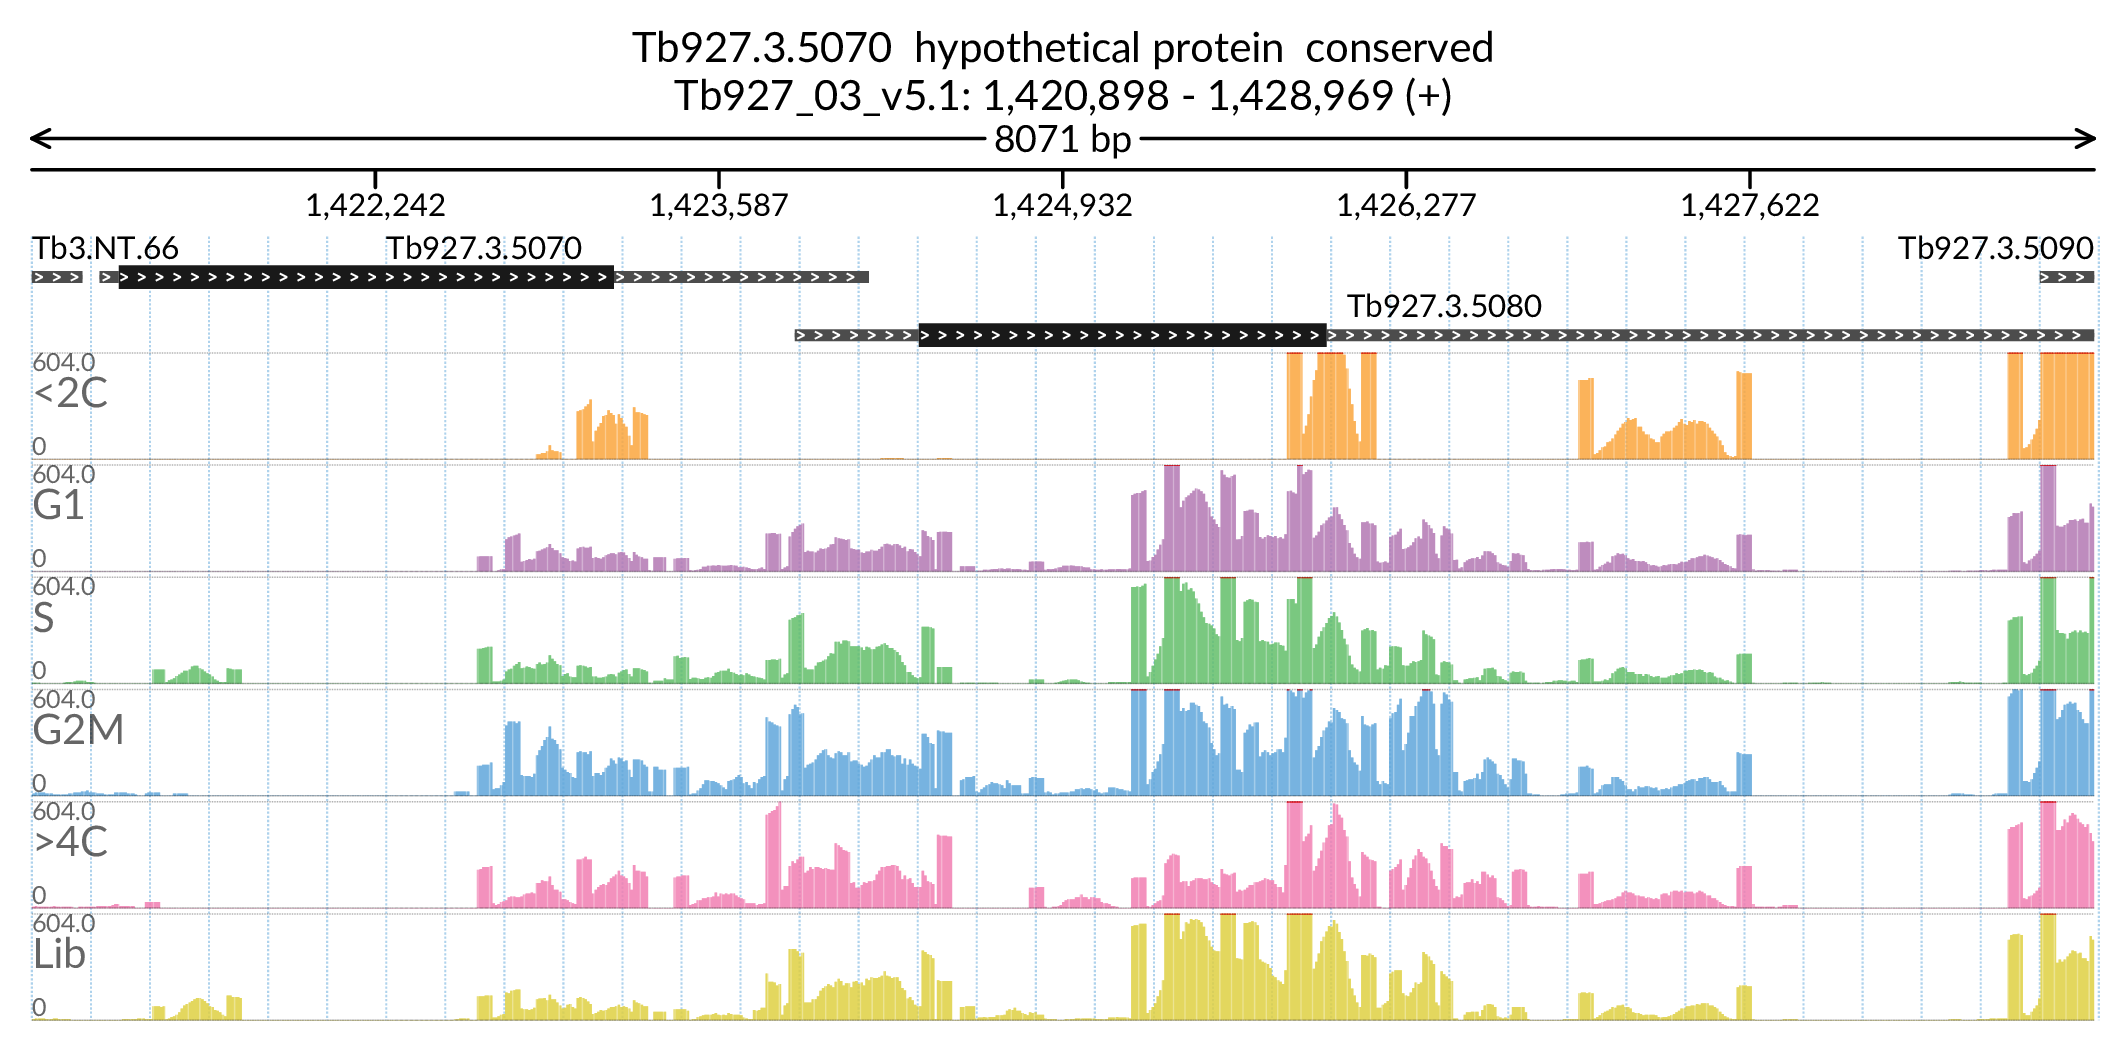 Tb927.3.5070  hypothetical protein  conserved
Tb927_03_v5.1: 1,420,898 - 1,428,969 (+)
8071 bp
1,422,242 1,423,587 1,424,932 1,426,277 1,427,622
Tb3.NT.66 Tb927.3.5070 Tb927.3.5090
Tb927.3.5080
604.0
<2C
0
604.0
G1
0
604.0
S
0
604.0
G2M
0
604.0
>4C
0
604.0
Lib
0